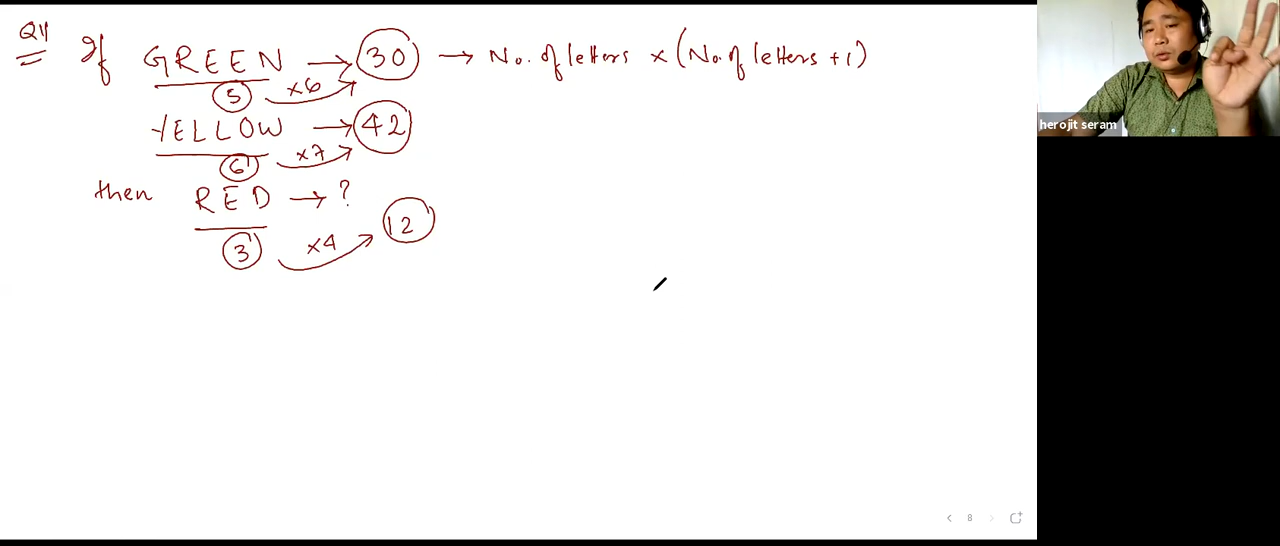 Q11
If GREEN → 30 → No. of letters × (No. of letters + 1)
5 ×6
YELLOW → 42
6 ×7
then RED → ?
3 ×4 12
herojit seram
8